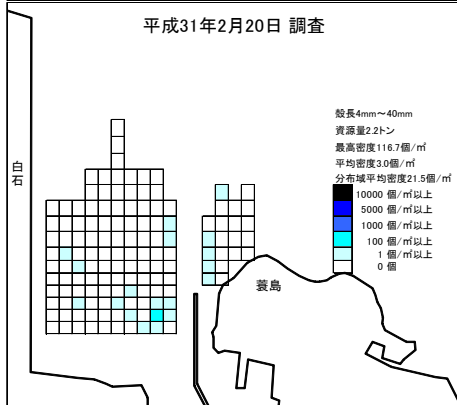 平成31年2月20日 調査
殻長4mm～40mm
資源量2.2トン
最高密度116.7個/㎡
平均密度3.0個/㎡
分布域平均密度21.5個/㎡
10000 個/㎡以上
5000 個/㎡以上
1000 個/㎡以上
100 個/㎡以上
1 個/㎡以上
0 個
白石
蓑島